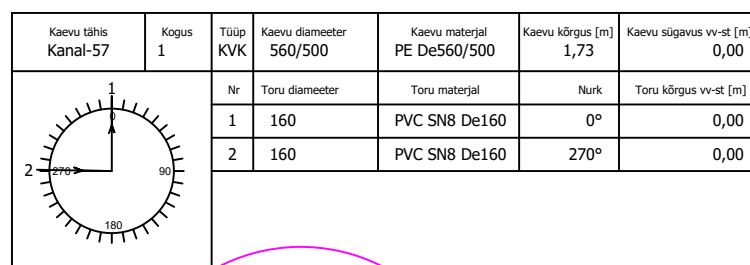 Kaevu tähis Kogus Tüüp Kaevu diameeter Kaevu materjal Kaevu kõrgus [m] Kaevu sügavus vv-st [m]
Kanal-57 1 KVK 560/500 PE De560/500 1,73 0,00
Nr Toru diameeter Toru materjal Nurk Toru kõrgus vv-st [m]
1 160 PVC SN8 De160 0° 0,00
2 160 PVC SN8 De160 270° 0,00
1
0
2 270 90
180